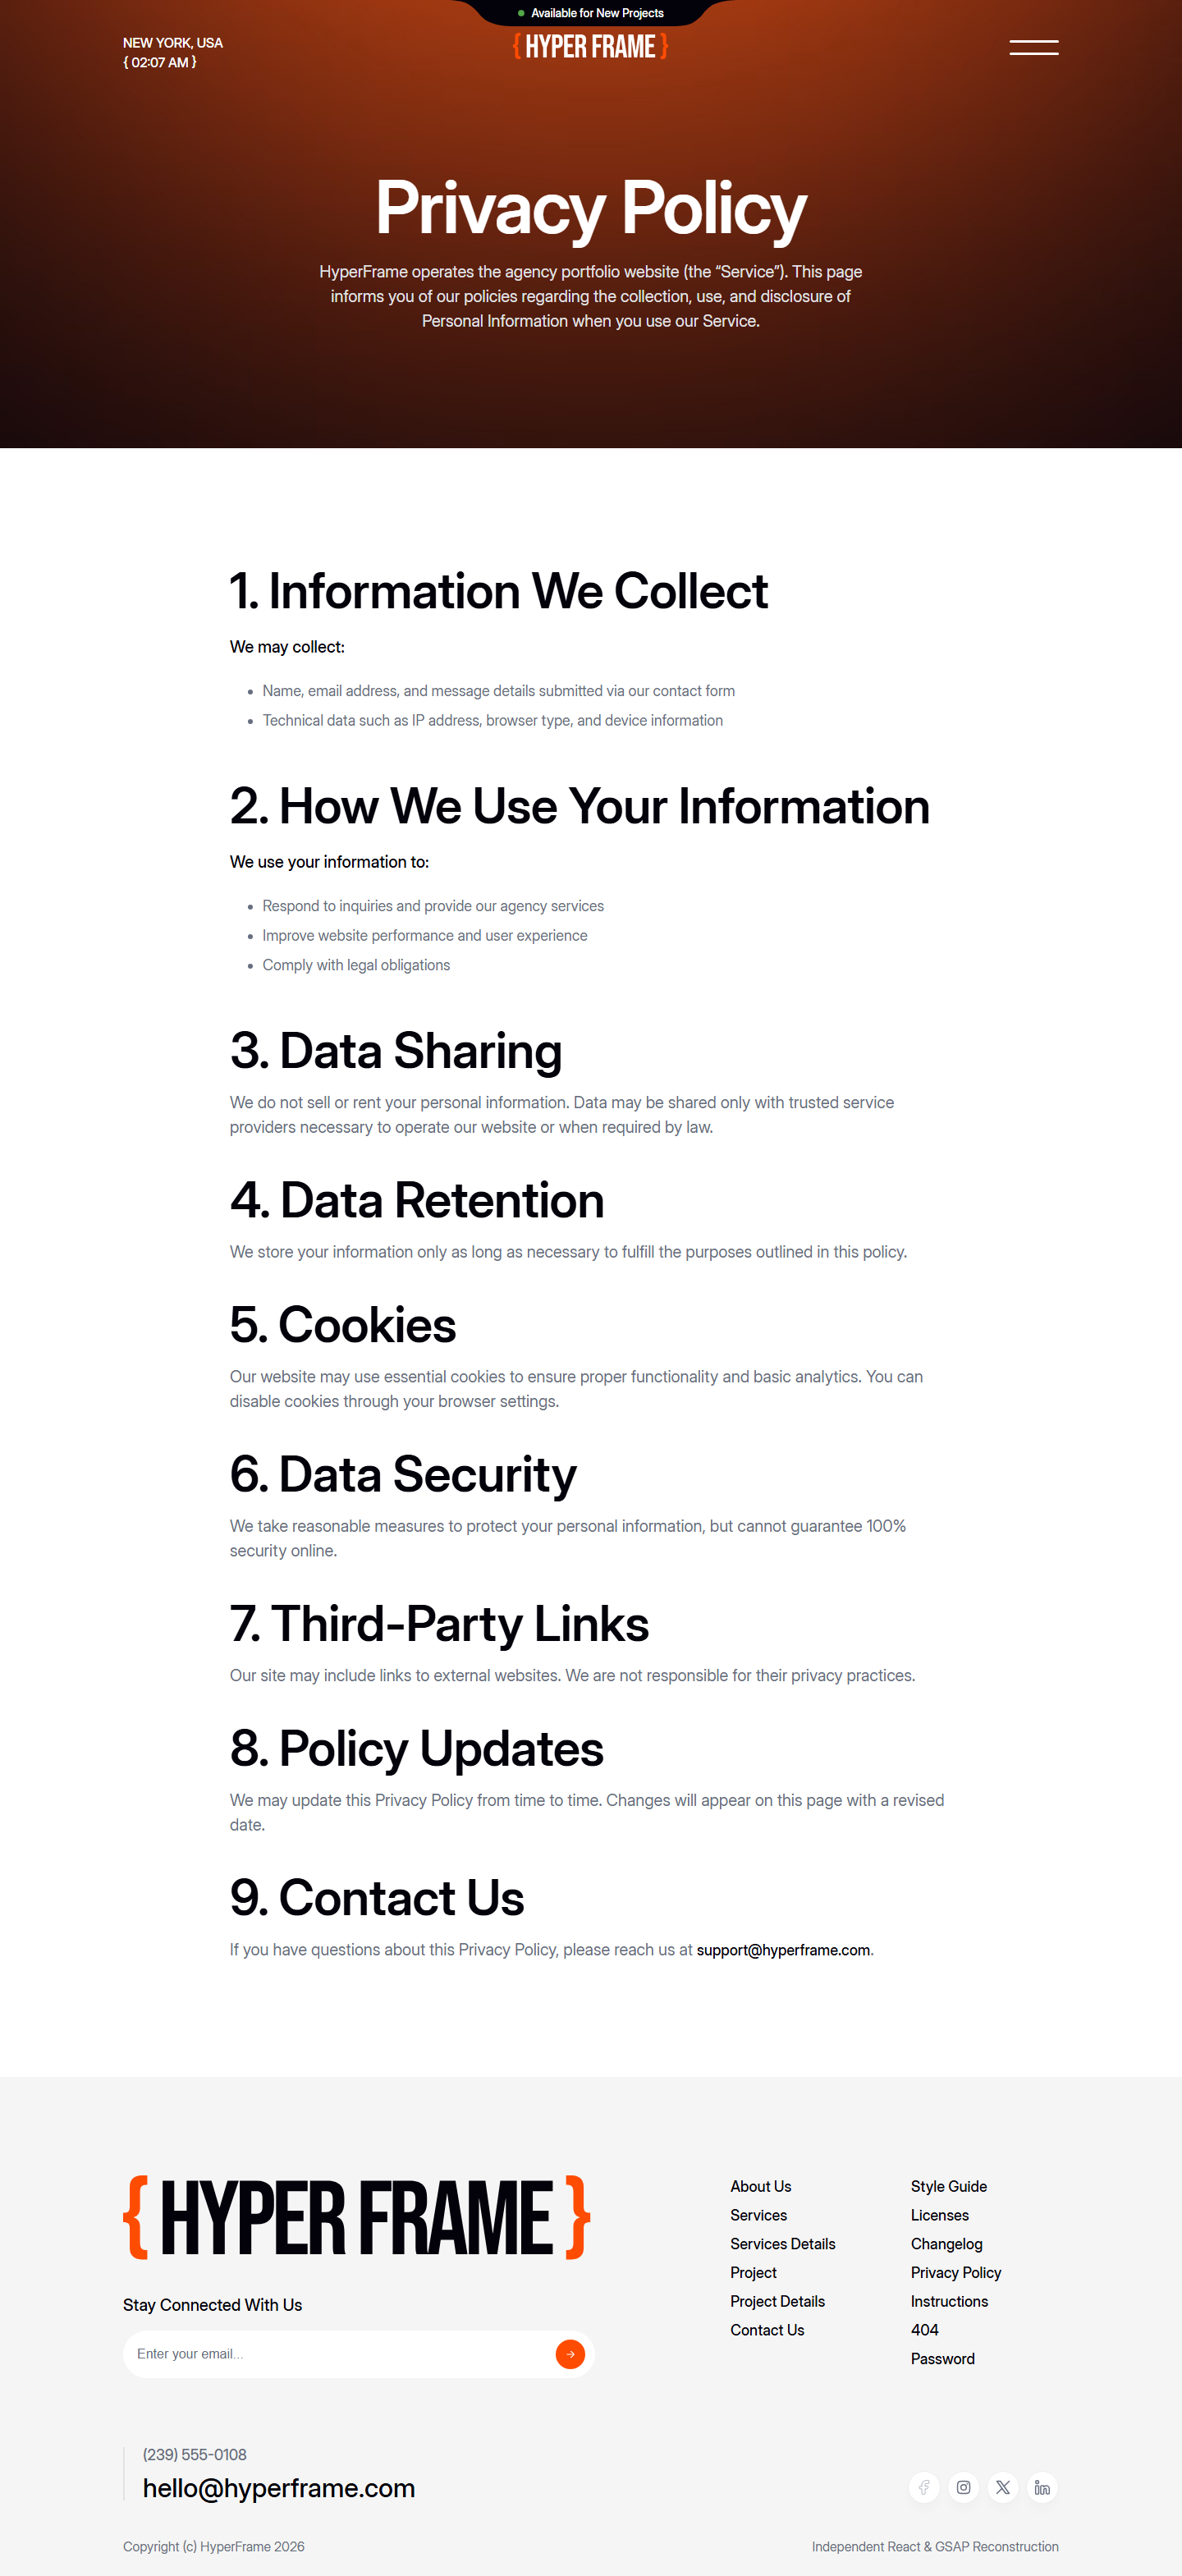 Available for New Projects
NEW YORK, USA
{ 02:07 AM }
{ HYPER FRAME }
Privacy Policy
HyperFrame operates the agency portfolio website (the “Service”). This page
informs you of our policies regarding the collection, use, and disclosure of
Personal Information when you use our Service.
1. Information We Collect
We may collect:
• Name, email address, and message details submitted via our contact form
• Technical data such as IP address, browser type, and device information
2. How We Use Your Information
We use your information to:
• Respond to inquiries and provide our agency services
• Improve website performance and user experience
• Comply with legal obligations
3. Data Sharing
We do not sell or rent your personal information. Data may be shared only with trusted service
providers necessary to operate our website or when required by law.
4. Data Retention
We store your information only as long as necessary to fulfill the purposes outlined in this policy.
5. Cookies
Our website may use essential cookies to ensure proper functionality and basic analytics. You can
disable cookies through your browser settings.
6. Data Security
We take reasonable measures to protect your personal information, but cannot guarantee 100%
security online.
7. Third-Party Links
Our site may include links to external websites. We are not responsible for their privacy practices.
8. Policy Updates
We may update this Privacy Policy from time to time. Changes will appear on this page with a revised
date.
9. Contact Us
If you have questions about this Privacy Policy, please reach us at support@hyperframe.com.
{ HYPER FRAME }
Stay Connected With Us
Enter your email...
About Us
Services
Services Details
Project
Project Details
Contact Us
Style Guide
Licenses
Changelog
Privacy Policy
Instructions
404
Password
(239) 555-0108
hello@hyperframe.com
Copyright (c) HyperFrame 2026
Independent React & GSAP Reconstruction